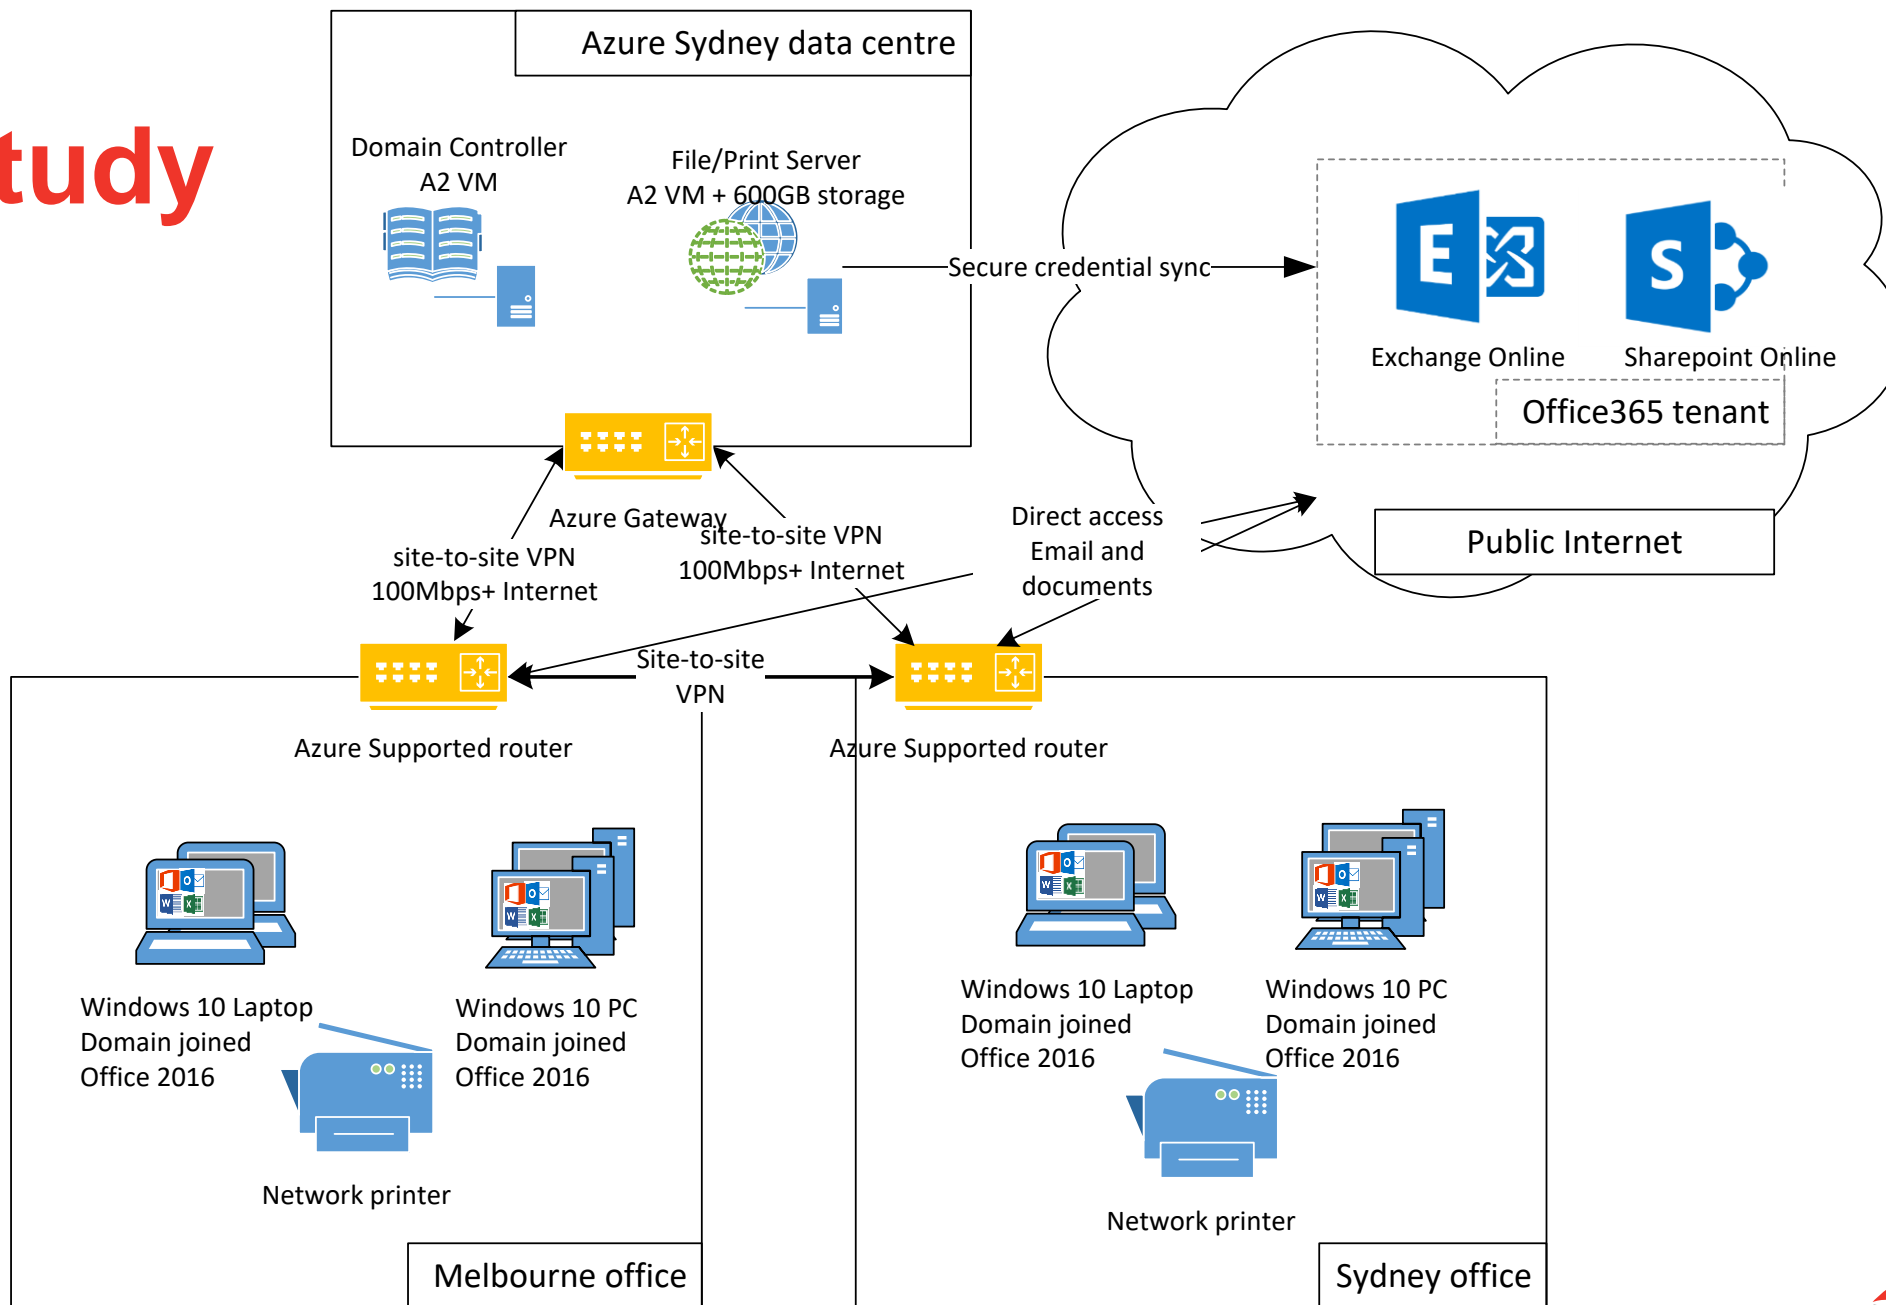 tudy
Azure Sydney data centre
Domain Controller
A2 VM
File/Print Server
A2 VM + 600GB storage
Secure credential sync
E
S
Exchange Online
Sharepoint Online
Office365 tenant
Public Internet
Azure Gateway
site-to-site VPN
100Mbps+ Internet
site-to-site VPN
100Mbps+ Internet
Direct access
Email and
documents
Site-to-site
VPN
Azure Supported router
Azure Supported router
Windows 10 Laptop
Domain joined
Office 2016
Windows 10 PC
Domain joined
Office 2016
Network printer
Melbourne office
Windows 10 Laptop
Domain joined
Office 2016
Windows 10 PC
Domain joined
Office 2016
Network printer
Sydney office